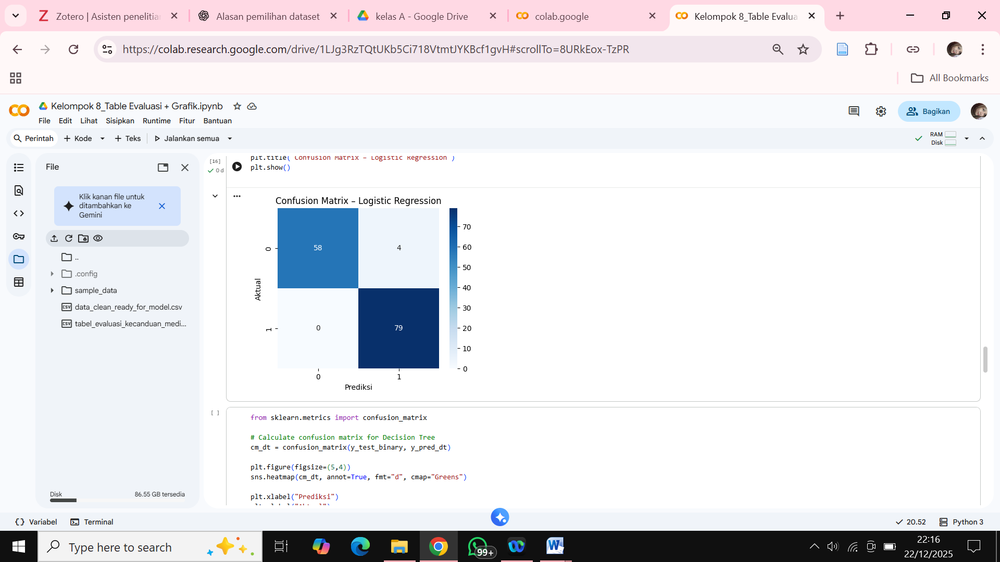 Zotero | Asisten penelitian
Alasan pemilihan dataset
kelas A - Google Drive
colab.google
Kelompok 8_Table Evalua
https://colab.research.google.com/drive/1LJg3RzTQtUKb5Ci718VtmtJYKBcf1gvH#scrollTo=8URkEox-TzPR
All Bookmarks
Kelompok 8_Table Evaluasi + Grafik.ipynb
File Edit Lihat Sisipkan Runtime Fitur Bantuan
Bagikan
Perintah + Kode + Teks Jalankan semua
RAM
Disk
File
Klik kanan file untuk
ditambahkan ke
Gemini
..
.config
sample_data
data_clean_ready_for_model.csv
tabel_evaluasi_kecanduan_medi...
Disk 86.55 GB tersedia
[16]
0 d
plt.title("Confusion Matrix – Logistic Regression")
plt.show()
Confusion Matrix – Logistic Regression
58 4
0 79
0
1
Aktual
0 1
Prediksi
70
60
50
40
30
20
10
0
[ ]
from sklearn.metrics import confusion_matrix
# Calculate confusion matrix for Decision Tree
cm_dt = confusion_matrix(y_test_binary, y_pred_dt)
plt.figure(figsize=(5,4))
sns.heatmap(cm_dt, annot=True, fmt="d", cmap="Greens")
plt.xlabel("Prediksi")
Variabel Terminal
20.52 Python 3
Type here to search
99+
22:16
22/12/2025